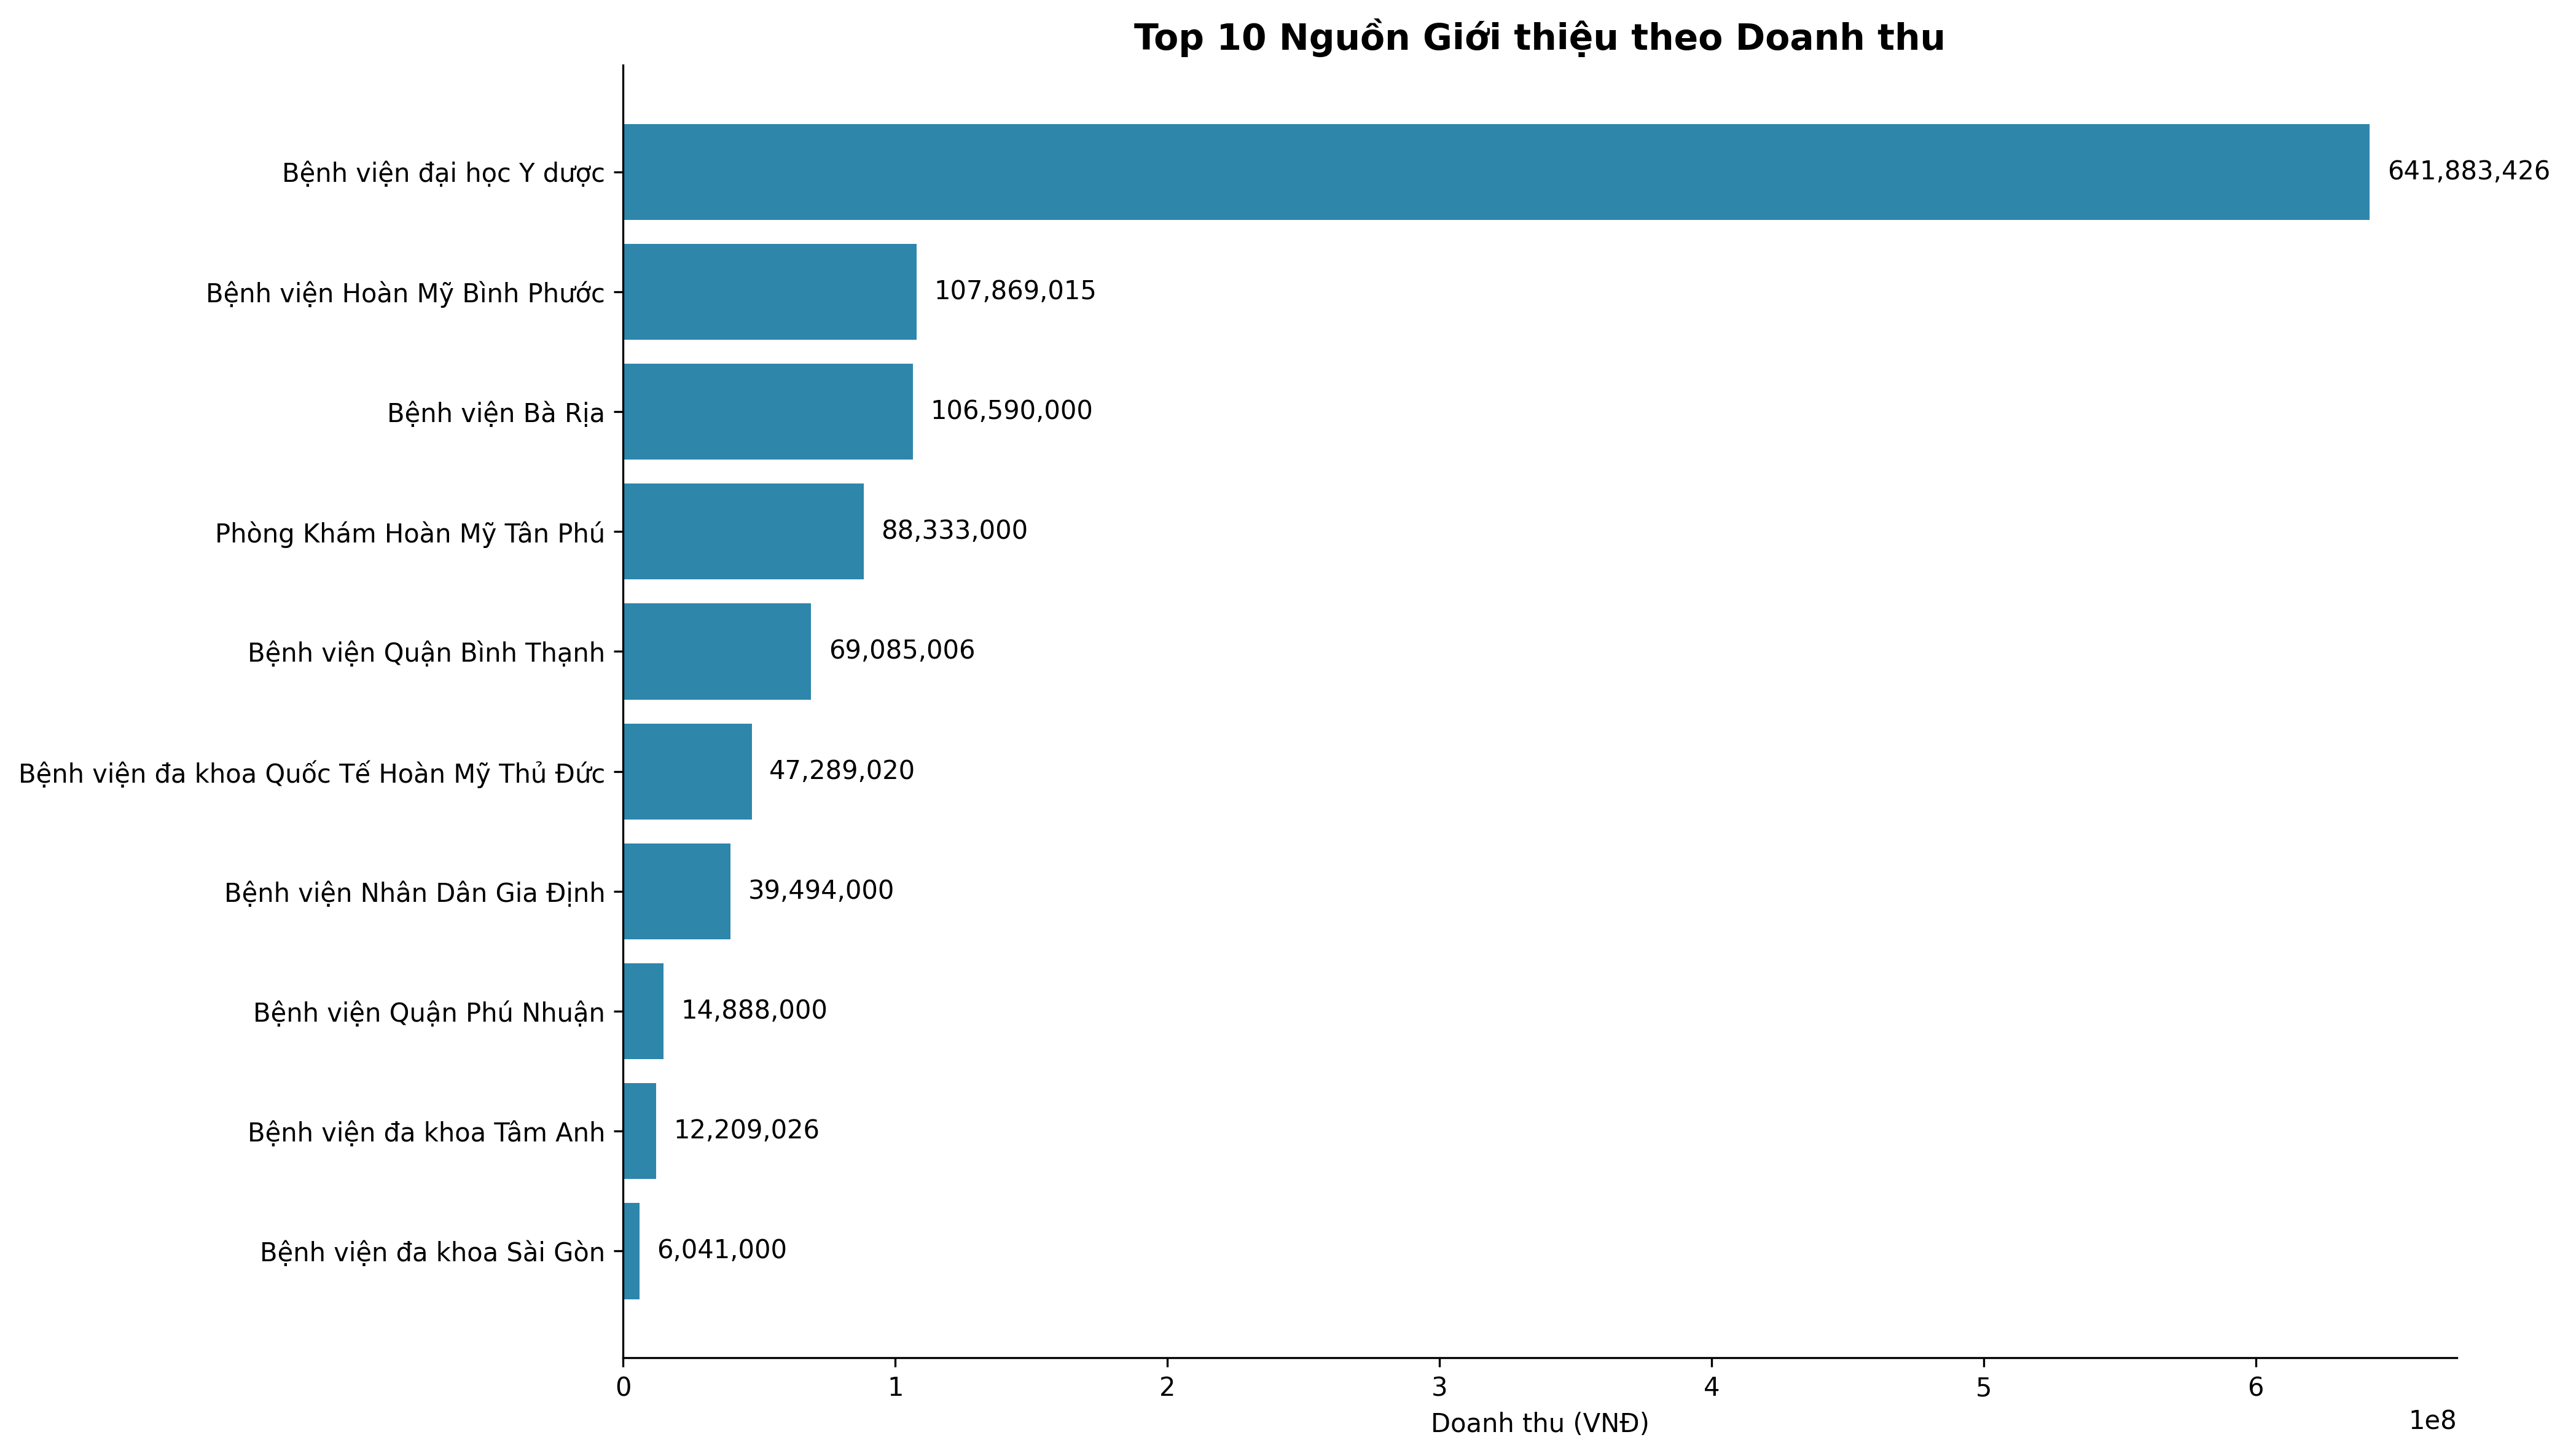 Top 10 Nguồn Giới thiệu theo Doanh thu
Bệnh viện đại học Y dược
641,883,426
Bệnh viện Hoàn Mỹ Bình Phước
107,869,015
Bệnh viện Bà Rịa
106,590,000
Phòng Khám Hoàn Mỹ Tân Phú
88,333,000
Bệnh viện Quận Bình Thạnh
69,085,006
Bệnh viện đa khoa Quốc Tế Hoàn Mỹ Thủ Đức
47,289,020
Bệnh viện Nhân Dân Gia Định
39,494,000
Bệnh viện Quận Phú Nhuận
14,888,000
Bệnh viện đa khoa Tâm Anh
12,209,026
Bệnh viện đa khoa Sài Gòn
6,041,000
0 1 2 3 4 5 6
Doanh thu (VNĐ)
1e8